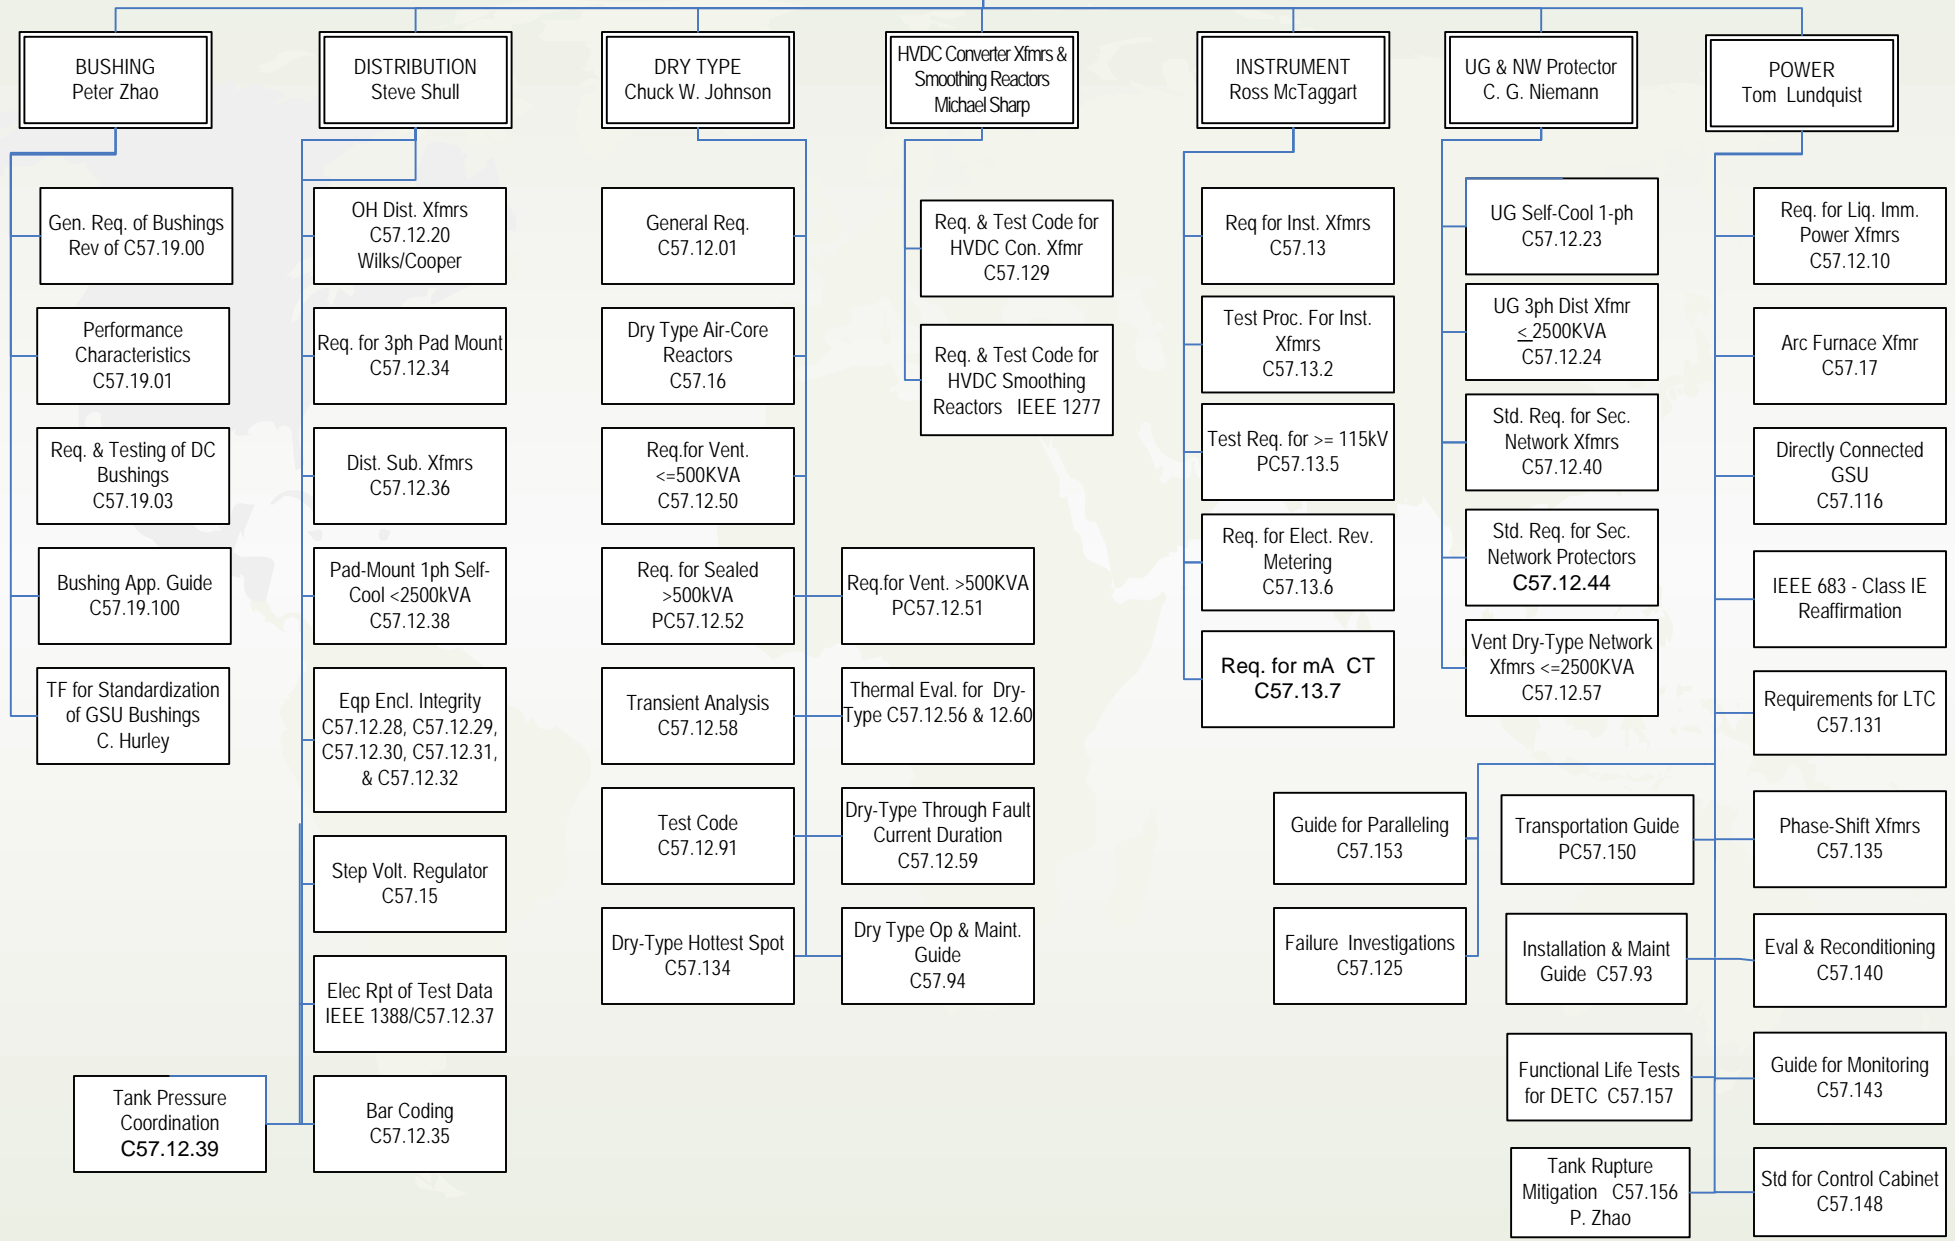 BUSHING
Peter Zhao
DISTRIBUTION
Steve Shull
DRY TYPE
Chuck W. Johnson
HVDC Converter Xfmrs &
Smoothing Reactors
Michael Sharp
INSTRUMENT
Ross McTaggart
UG & NW Protector
C. G. Niemann
POWER
Tom Lundquist
Gen. Req. of Bushings
Rev of C57.19.00
Performance
Characteristics
C57.19.01
Req. & Testing of DC
Bushings
C57.19.03
Bushing App. Guide
C57.19.100
TF for Standardization
of GSU Bushings
C. Hurley
OH Dist. Xfmrs
C57.12.20
Wilks/Cooper
Req. for 3ph Pad Mount
C57.12.34
Dist. Sub. Xfmrs
C57.12.36
Pad-Mount 1ph Self-
Cool <2500kVA
C57.12.38
Eqp Encl. Integrity
C57.12.28, C57.12.29,
C57.12.30, C57.12.31,
& C57.12.32
Step Volt. Regulator
C57.15
Elec Rpt of Test Data
IEEE 1388/C57.12.37
Tank Pressure
Coordination
C57.12.39
Bar Coding
C57.12.35
General Req.
C57.12.01
Dry Type Air-Core
Reactors
C57.16
Req.for Vent.
<=500KVA
C57.12.50
Req. for Sealed
>500kVA
PC57.12.52
Req.for Vent. >500KVA
PC57.12.51
Transient Analysis
C57.12.58
Thermal Eval. for Dry-
Type C57.12.56 & 12.60
Test Code
C57.12.91
Dry-Type Through Fault
Current Duration
C57.12.59
Dry-Type Hottest Spot
C57.134
Dry Type Op & Maint.
Guide
C57.94
Req. & Test Code for
HVDC Con. Xfmr
C57.129
Req. & Test Code for
HVDC Smoothing
Reactors IEEE 1277
Req for Inst. Xfmrs
C57.13
Test Proc. For Inst.
Xfmrs
C57.13.2
Test Req. for >= 115kV
PC57.13.5
Req. for Elect. Rev.
Metering
C57.13.6
Req. for mA CT
C57.13.7
UG Self-Cool 1-ph
C57.12.23
UG 3ph Dist Xfmr
<2500KVA
C57.12.24
Std. Req. for Sec.
Network Xfmrs
C57.12.40
Std. Req. for Sec.
Network Protectors
C57.12.44
Vent Dry-Type Network
Xfmrs <=2500KVA
C57.12.57
Req. for Liq. Imm.
Power Xfmrs
C57.12.10
Arc Furnace Xfmr
C57.17
Directly Connected
GSU
C57.116
IEEE 683 - Class IE
Reaffirmation
Requirements for LTC
C57.131
Guide for Paralleling
C57.153
Transportation Guide
PC57.150
Phase-Shift Xfmrs
C57.135
Failure Investigations
C57.125
Installation & Maint
Guide C57.93
Eval & Reconditioning
C57.140
Functional Life Tests
for DETC C57.157
Guide for Monitoring
C57.143
Tank Rupture
Mitigation C57.156
P. Zhao
Std for Control Cabinet
C57.148